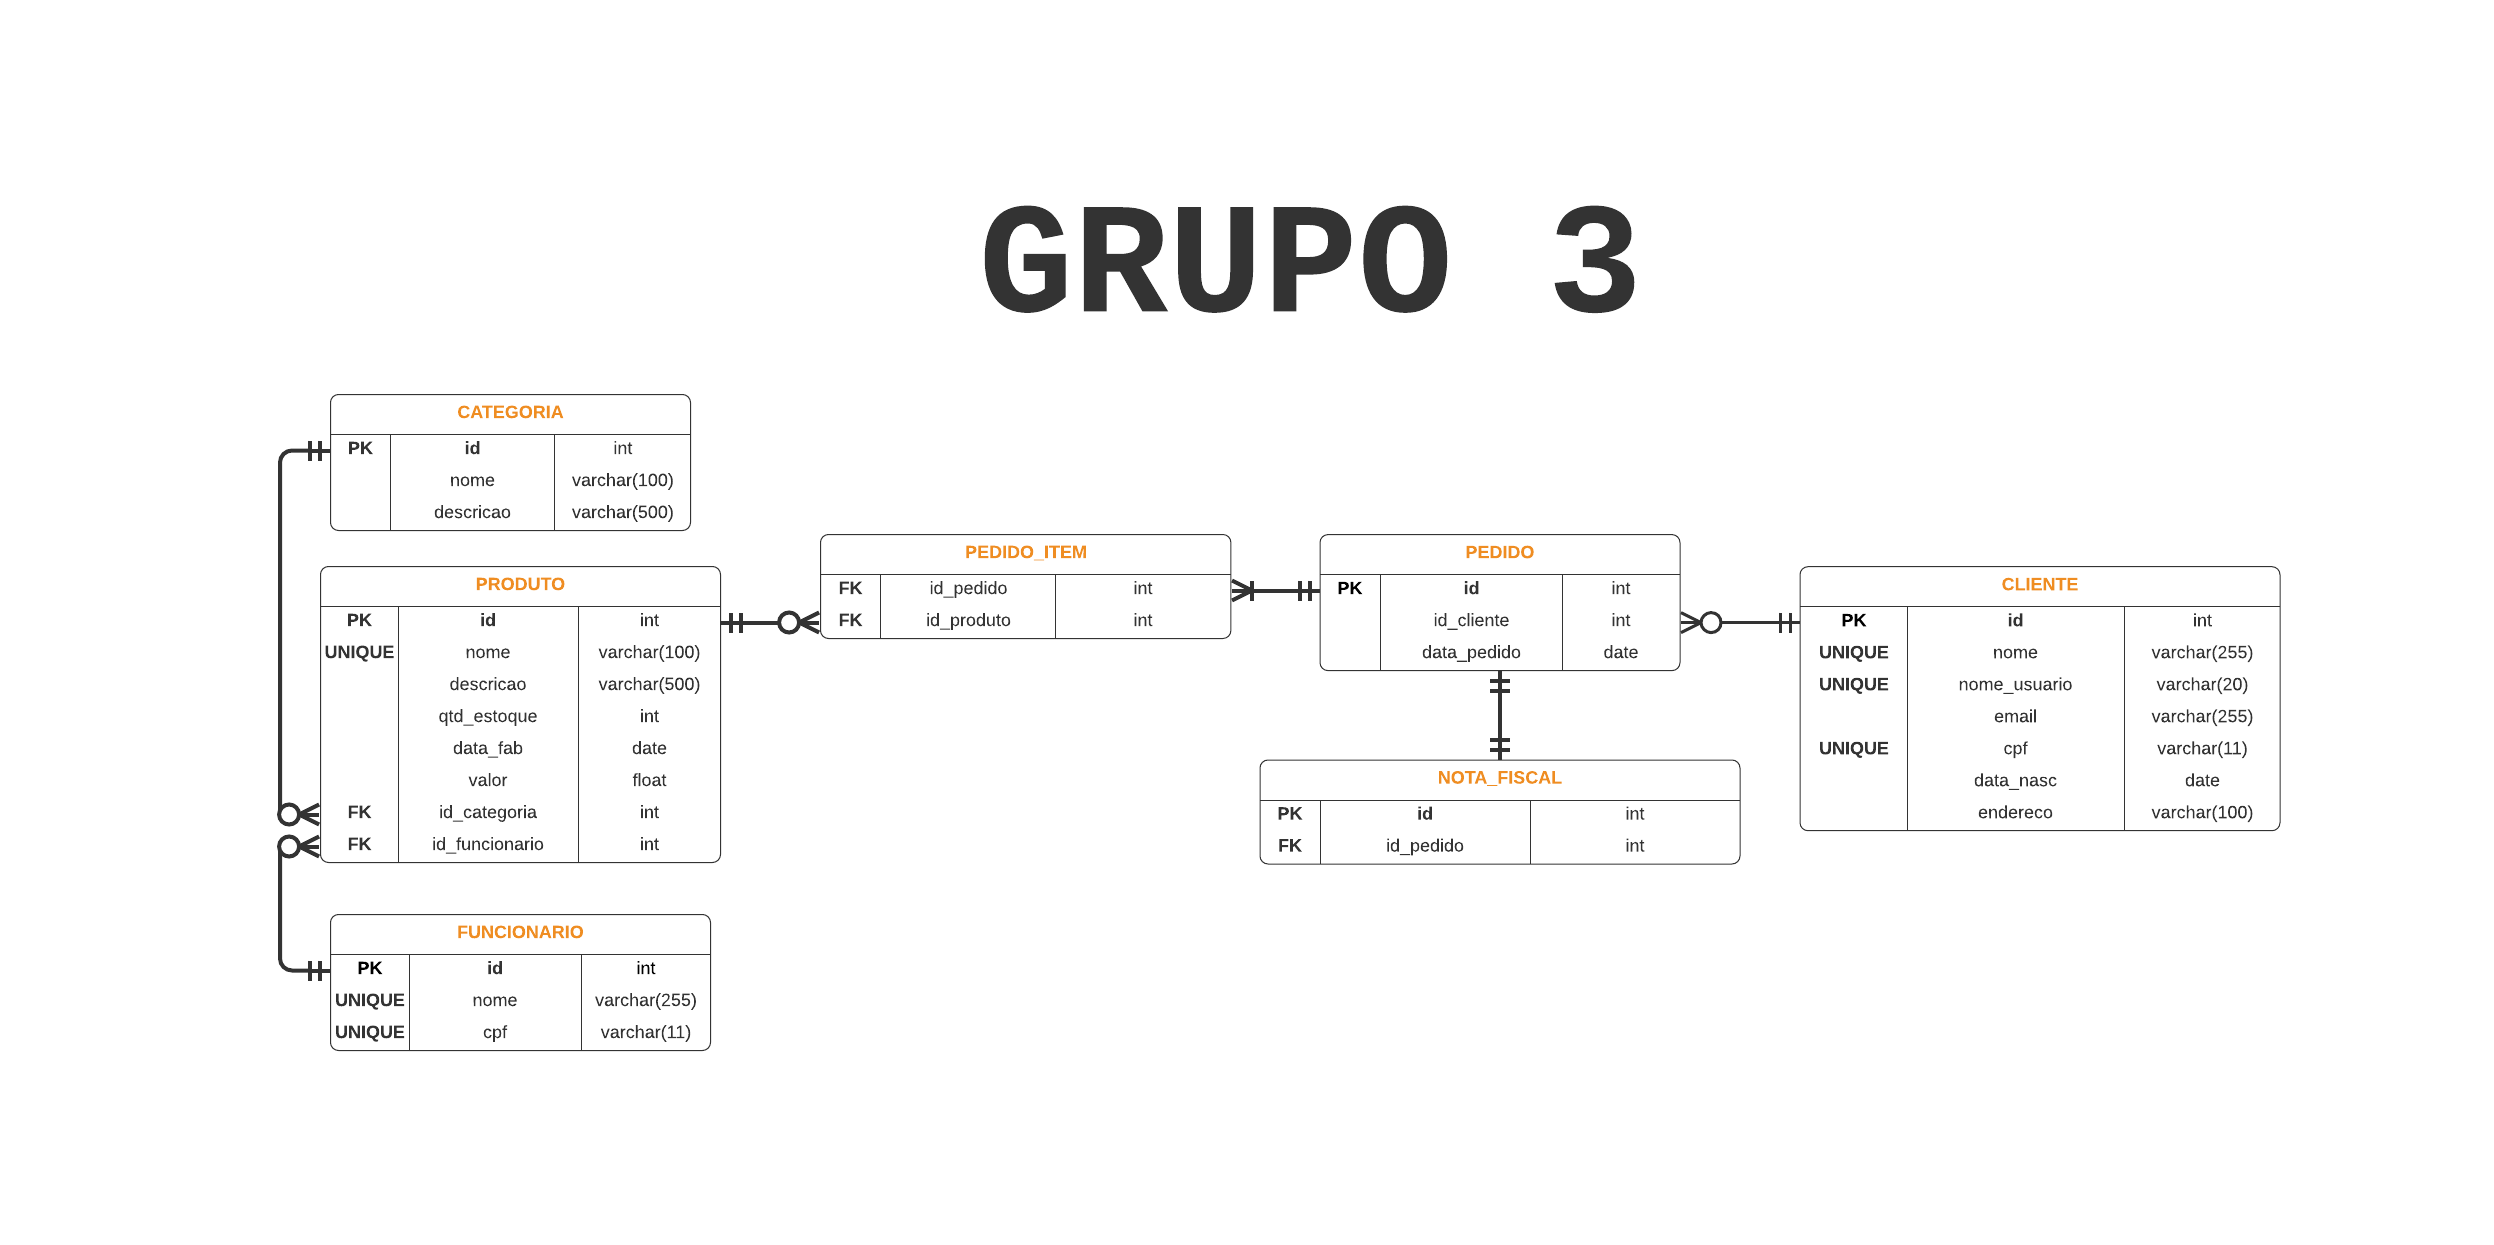 GRUPO 3
CATEGORIA
PK id int
nome varchar(100)
descricao varchar(500)
PRODUTO
PK id int
UNIQUE nome varchar(100)
descricao varchar(500)
qtd_estoque int
data_fab date
valor float
FK id_categoria int
FK id_funcionario int
FUNCIONARIO
PK id int
UNIQUE nome varchar(255)
UNIQUE cpf varchar(11)
PEDIDO_ITEM
FK id_pedido int
FK id_produto int
PEDIDO
PK id int
id_cliente int
data_pedido date
NOTA_FISCAL
PK id int
FK id_pedido int
CLIENTE
PK id int
UNIQUE nome varchar(255)
UNIQUE nome_usuario varchar(20)
email varchar(255)
UNIQUE cpf varchar(11)
data_nasc date
endereco varchar(100)